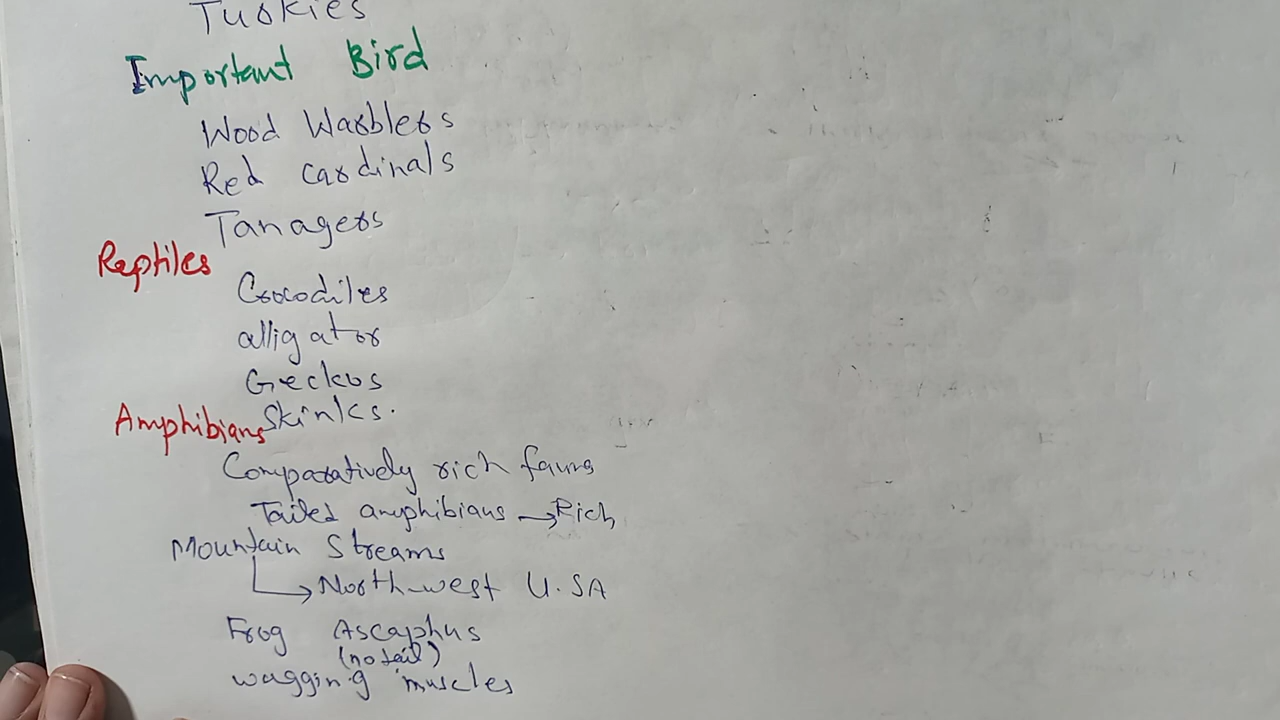 Turkies
Important Bird
Wood Warblers
Red cardinals
Tanagers
Reptiles
Crocodiles
alligator
Geckos
Skinks.
Amphibians
Comparatively rich fauna
Tailed amphibians → Rich
Mountain Streams
→ North-west U.SA
Frog Ascaphus
(no tail)
wagging muscles